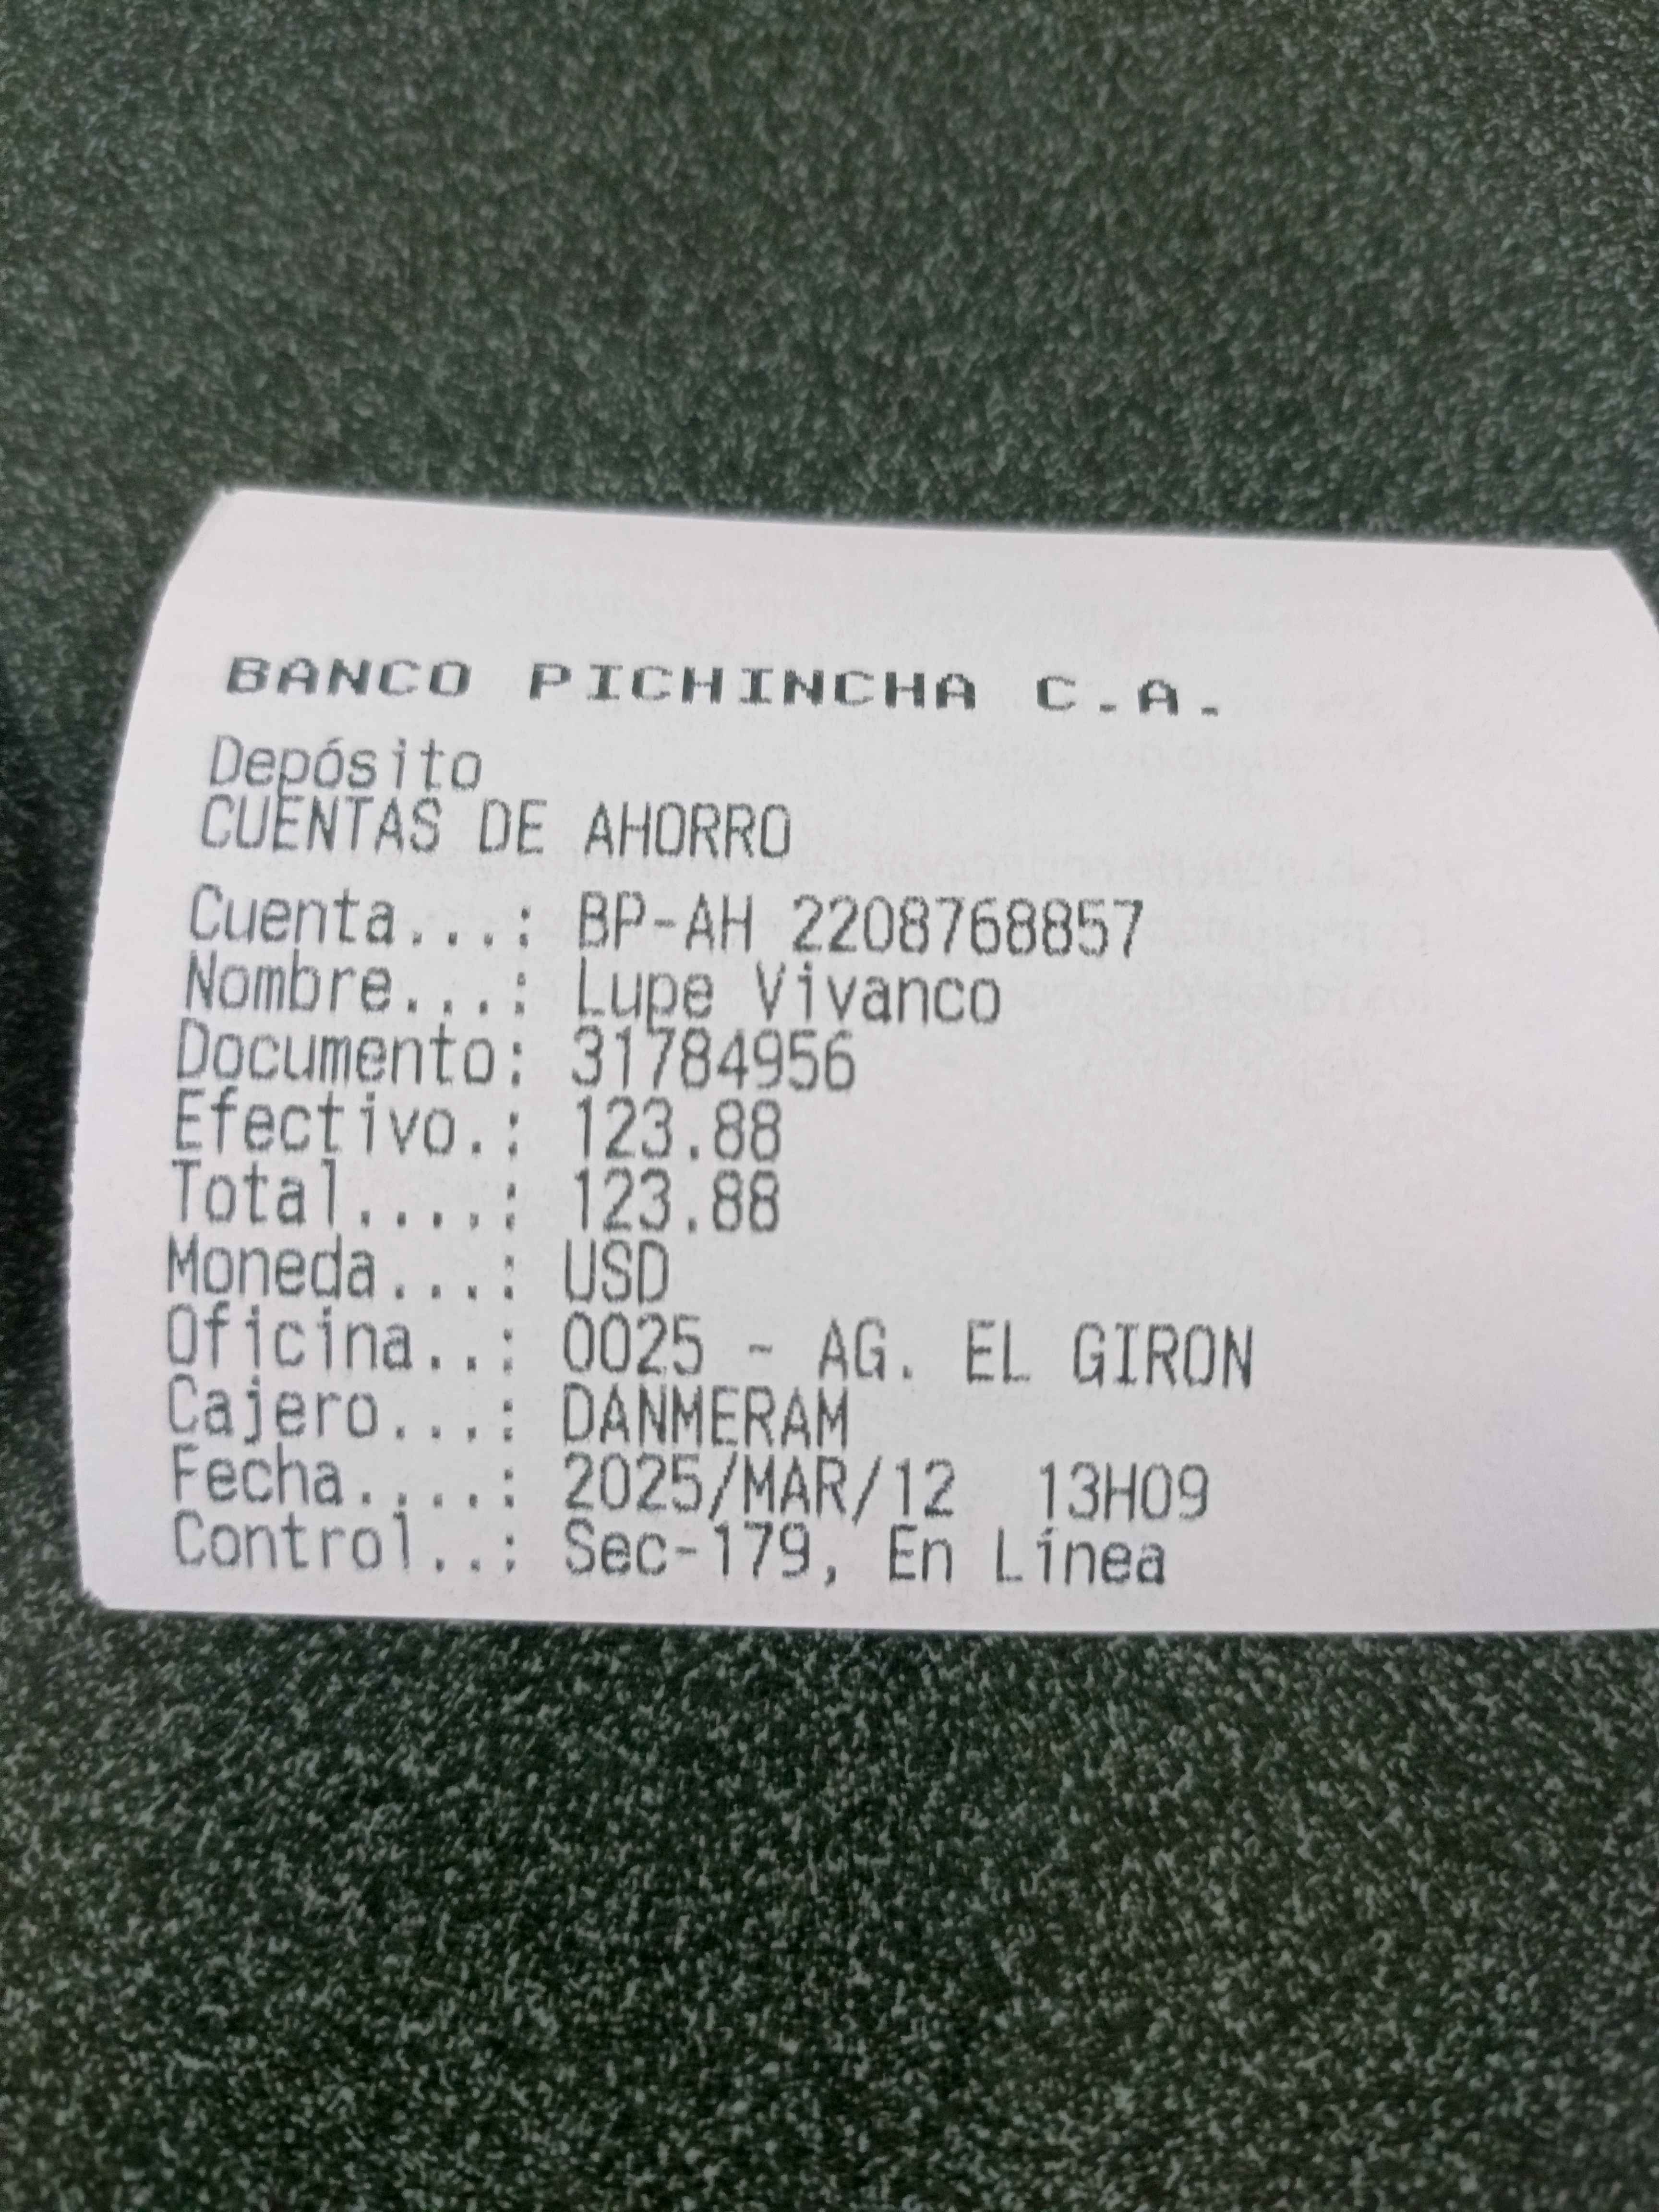 BANCO PICHINCHA C.A.
Depósito
CUENTAS DE AHORRO
Cuenta...: BP-AH 2208768857
Nombre...: Lupe Vivanco
Documento: 31784956
Efectivo.: 123.88
Total....: 123.88
Moneda...: USD
Oficina..: 0025 - AG. EL GIRON
Cajero...: DANMERAM
Fecha....: 2025/MAR/12 13H09
Control..: Sec-179, En Línea